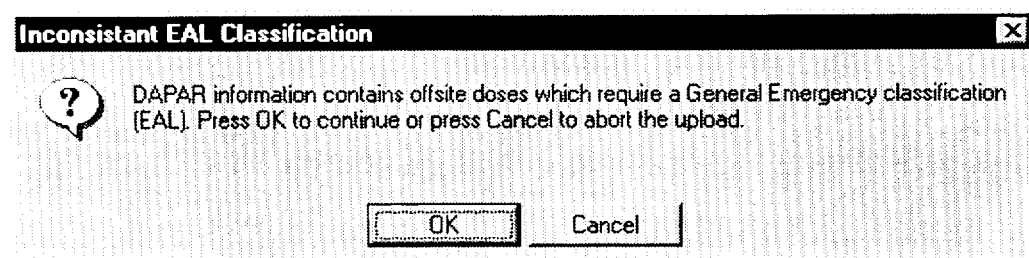 Inconsistant EAL Classification
DAPAR information contains offsite doses which require a General Emergency classification
(EAL). Press OK to continue or press Cancel to abort the upload.
OK Cancel